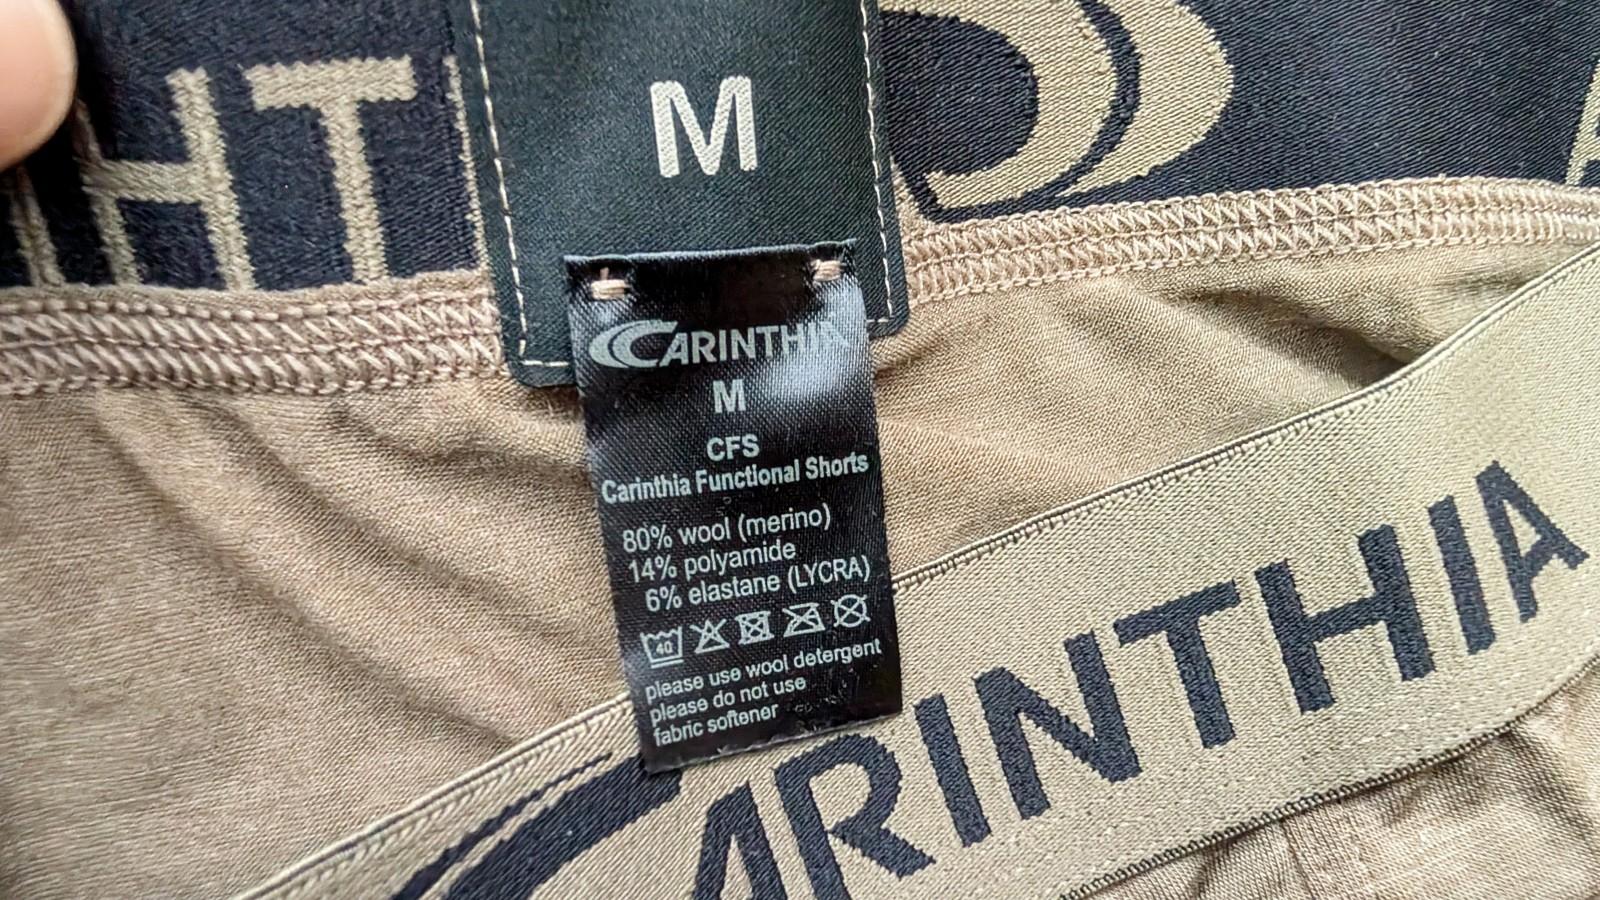 HT
M
CARINTHIA
M
CFS
Carinthia Functional Shorts
80% wool (merino)
14% polyamide
6% elastane (LYCRA)
40
please use wool detergent
please do not use
fabric softener
CARINTHIA